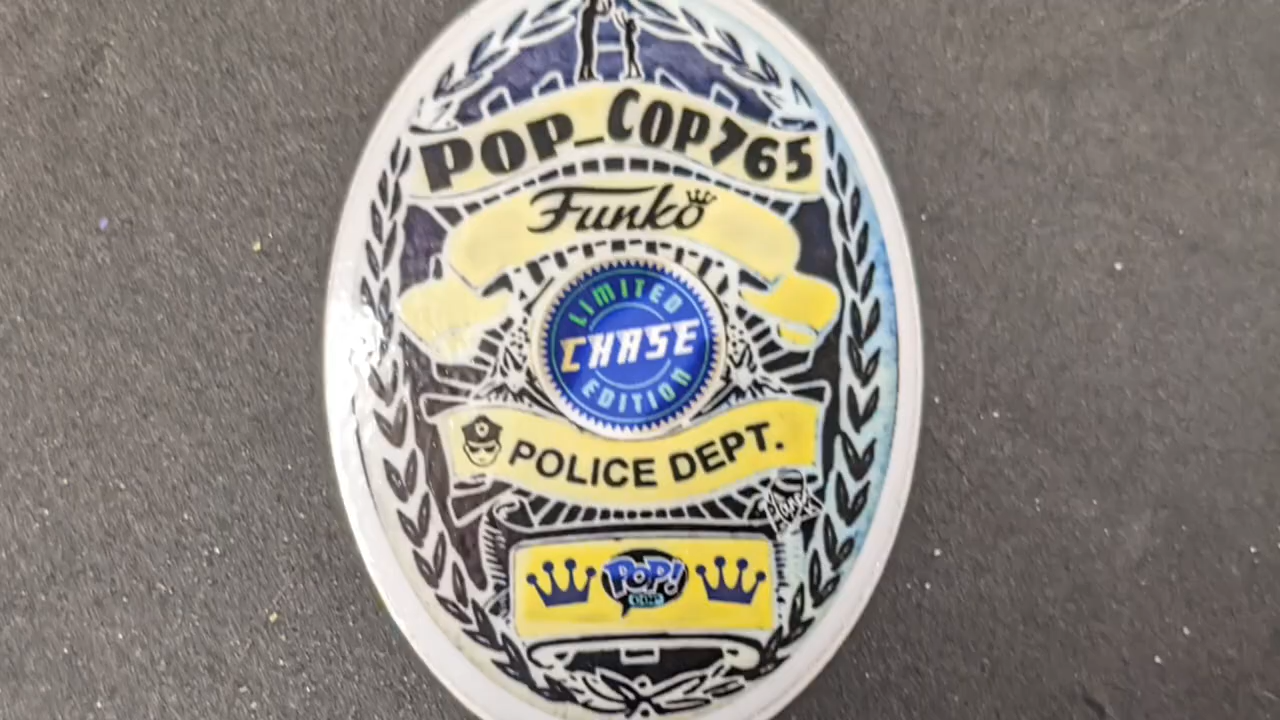 POP_COP765
Funko
LIMITED
CHASE
EDITION
POLICE DEPT.
POP!